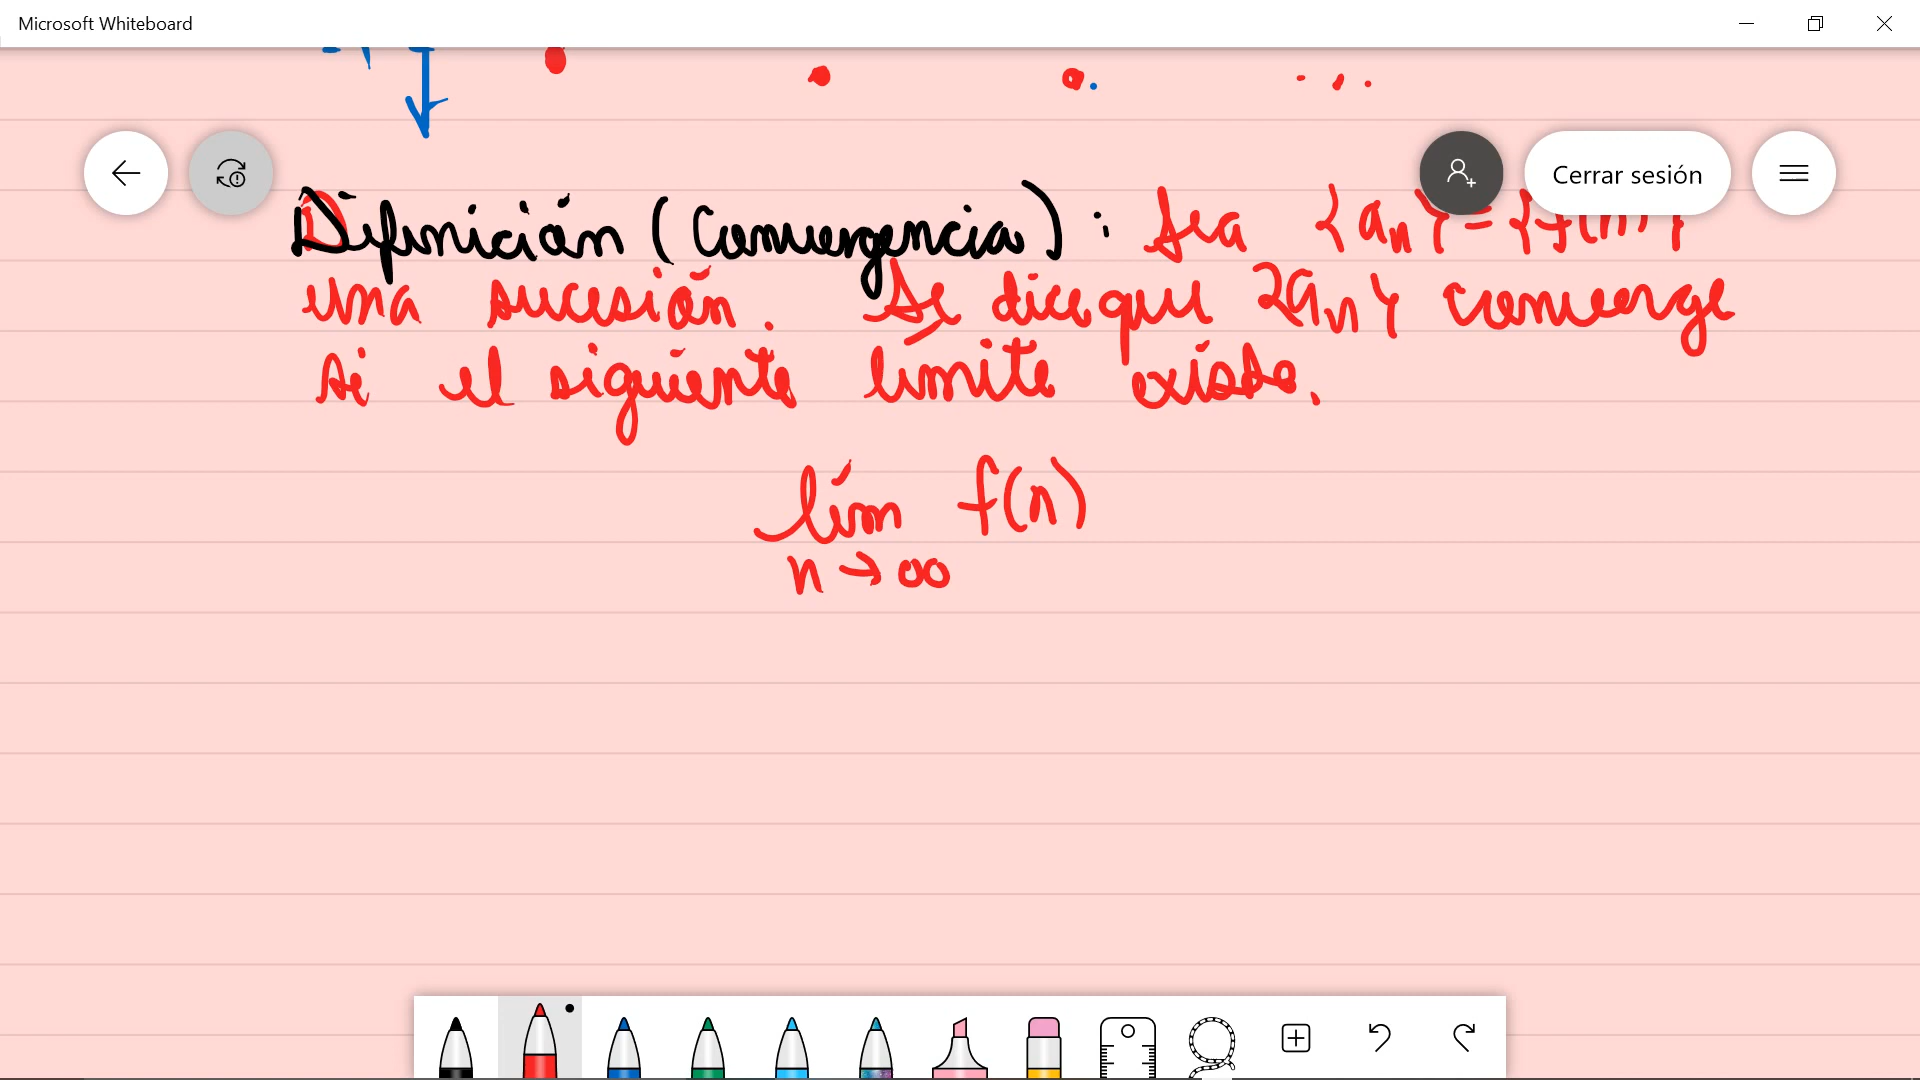 Microsoft Whiteboard
Cerrar sesión
Definición (Convergencia): Sea {an} = {f(n)}
una sucesión. Se dice que {an} converge
si el siguiente límite existe.
lím f(n)
n → ∞